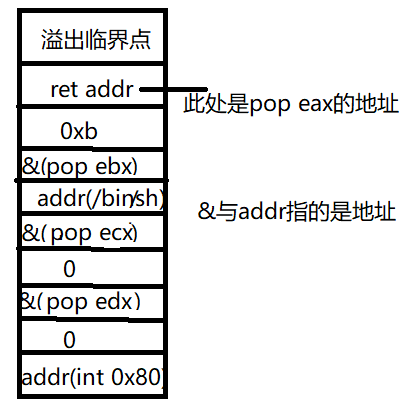 溢出临界点
ret addr
此处是pop eax的地址
0xb
&(pop ebx)
addr(/bin/sh)
&与addr指的是地址
&(pop ecx)
0
&(pop edx)
0
addr(int 0x80)